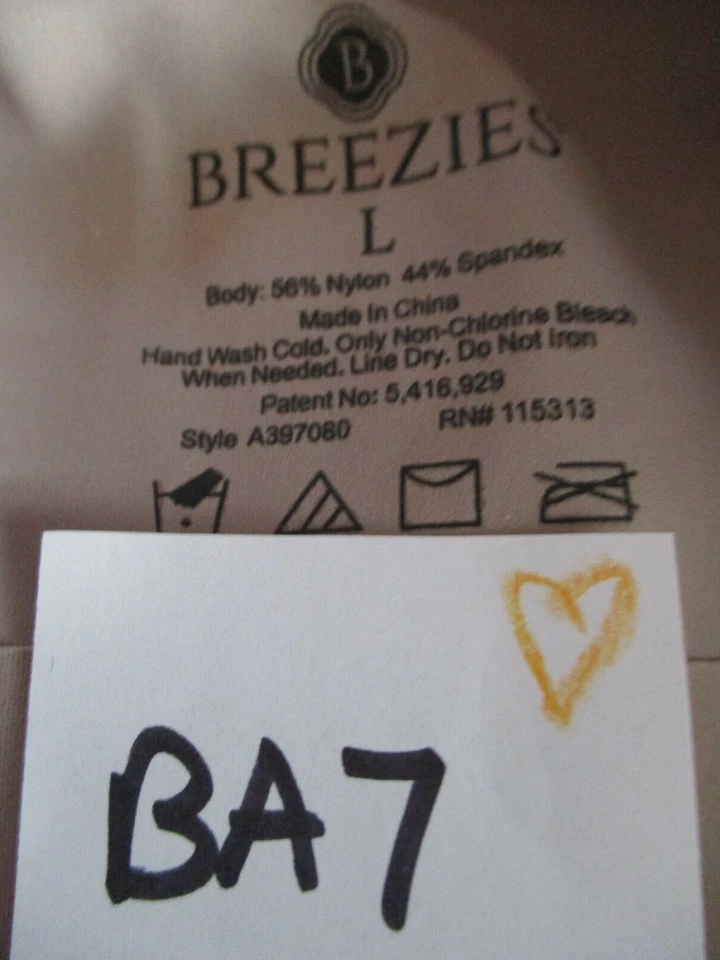 B
BREEZIES
L
Body: 56% Nylon 44% Spandex
Made In China
Hand Wash Cold. Only Non-Chlorine Bleach
When Needed. Line Dry. Do Not Iron
Patent No: 5,416,929
Style A397080 RN# 115313
BA7